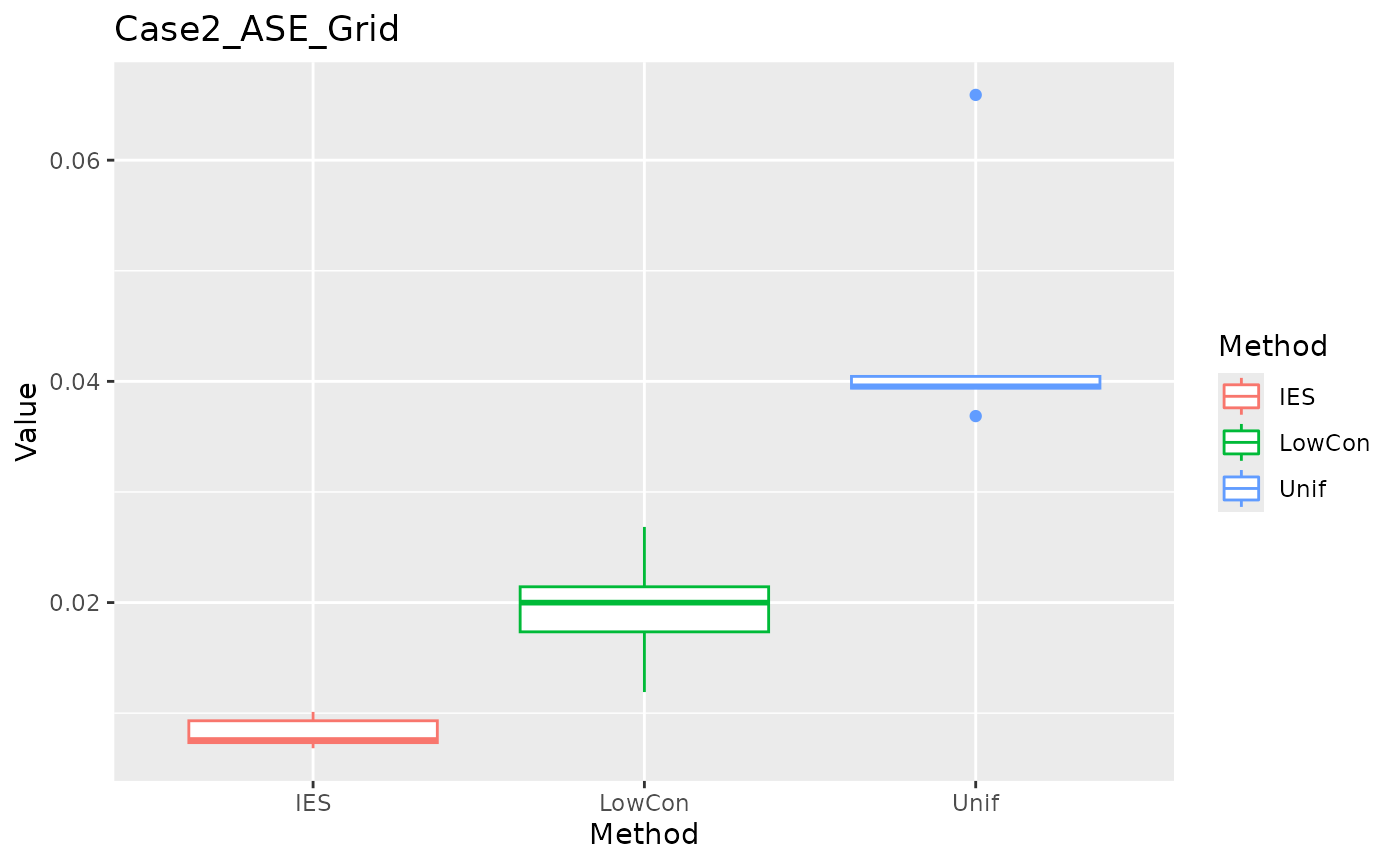 Case2_ASE_Grid
0.06
0.04
0.02
Value
IES
LowCon
Unif
Method
Method
IES
LowCon
Unif